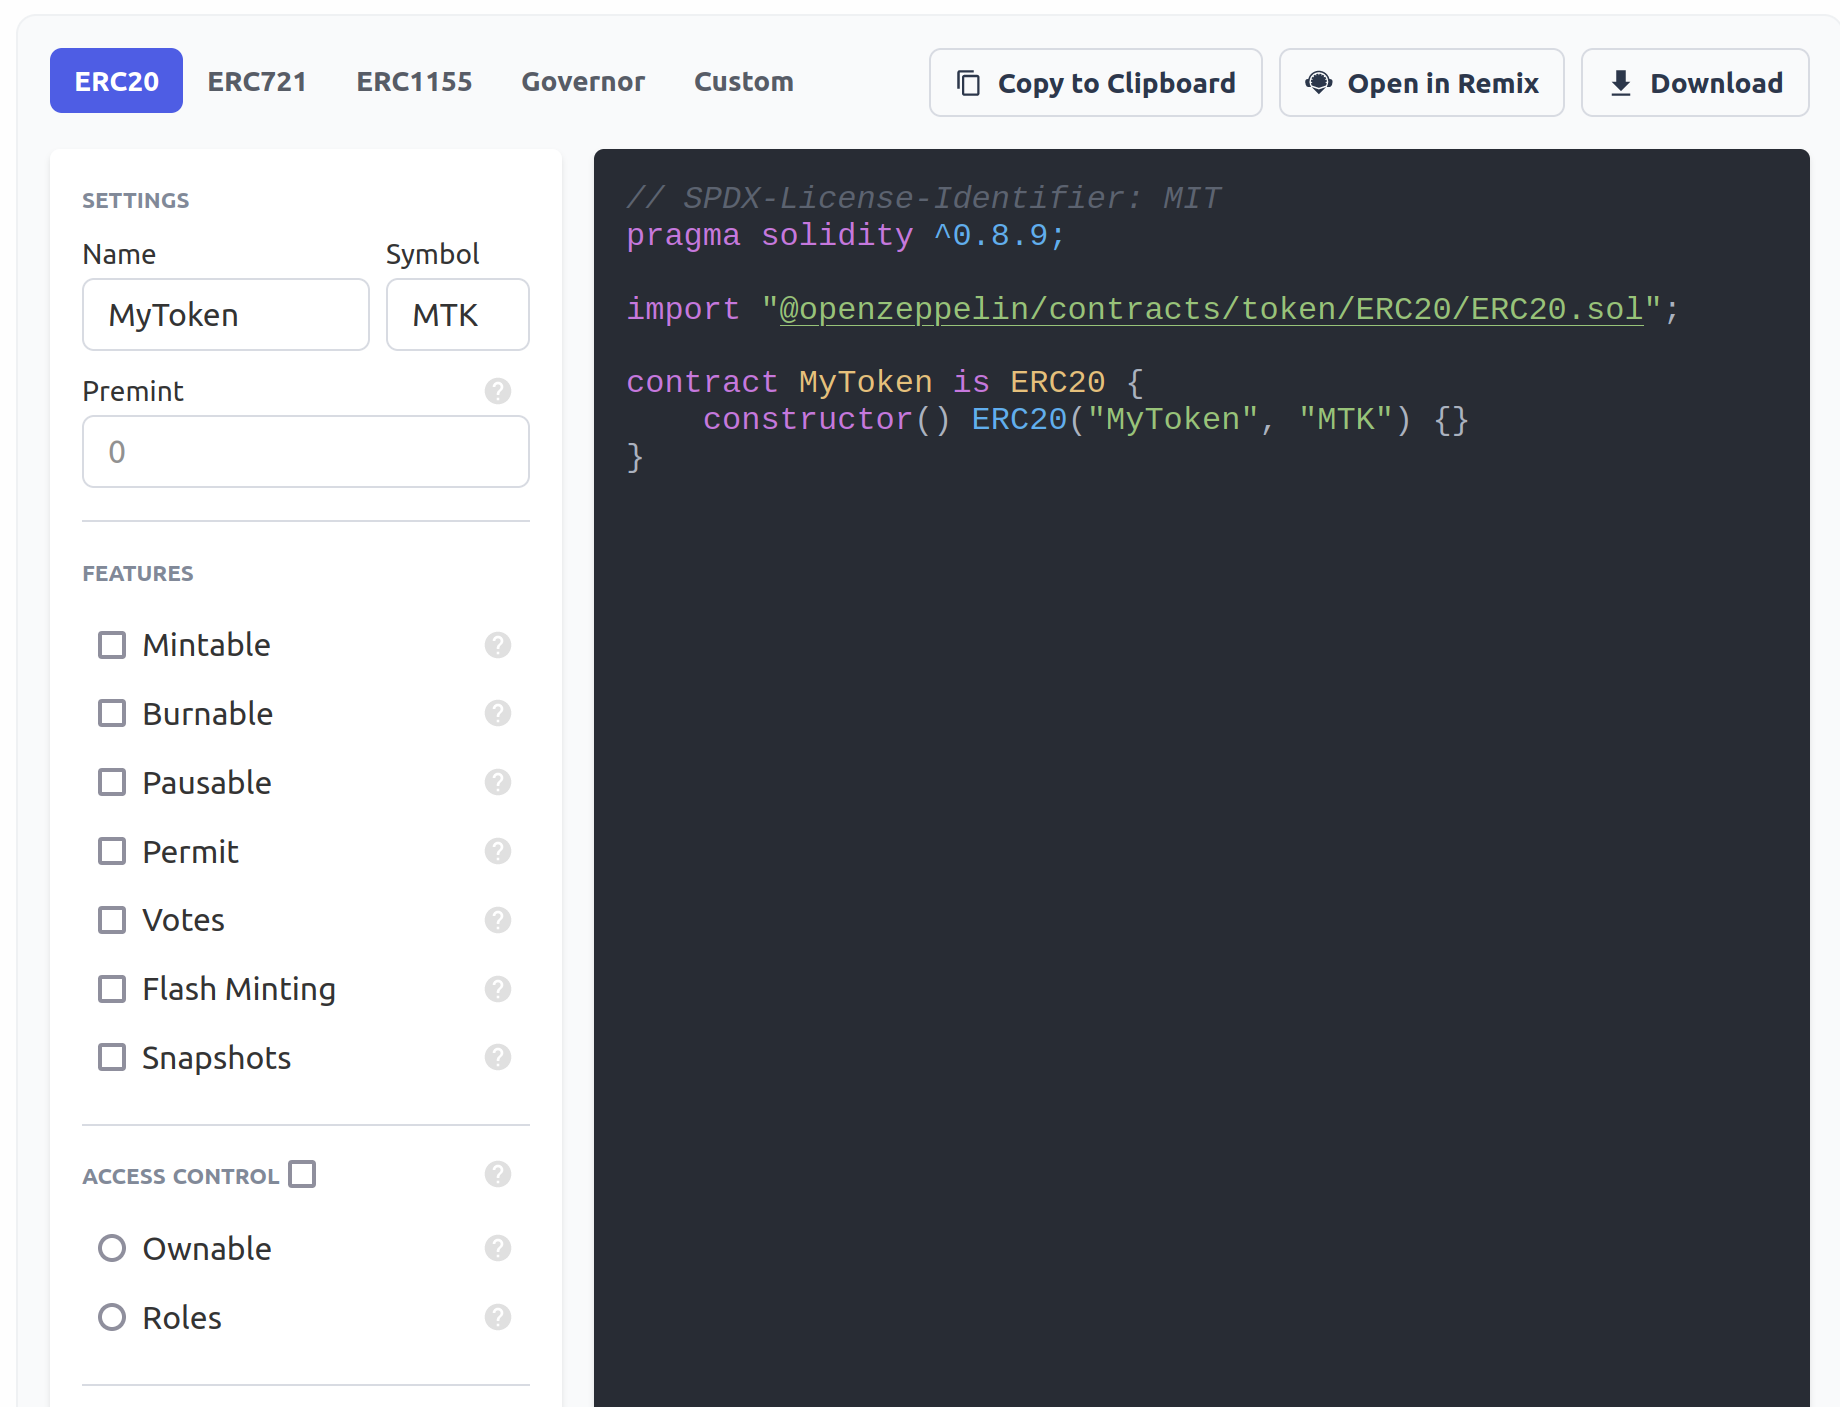 ERC20 ERC721 ERC1155 Governor Custom Copy to Clipboard Open in Remix Download
SETTINGS
Name Symbol
MyToken MTK
Premint ?
0
FEATURES
Mintable ?
Burnable ?
Pausable ?
Permit ?
Votes ?
Flash Minting ?
Snapshots ?
ACCESS CONTROL ?
Ownable ?
Roles ?
// SPDX-License-Identifier: MIT
pragma solidity ^0.8.9;
import "@openzeppelin/contracts/token/ERC20/ERC20.sol";
contract MyToken is ERC20 {
    constructor() ERC20("MyToken", "MTK") {}
}